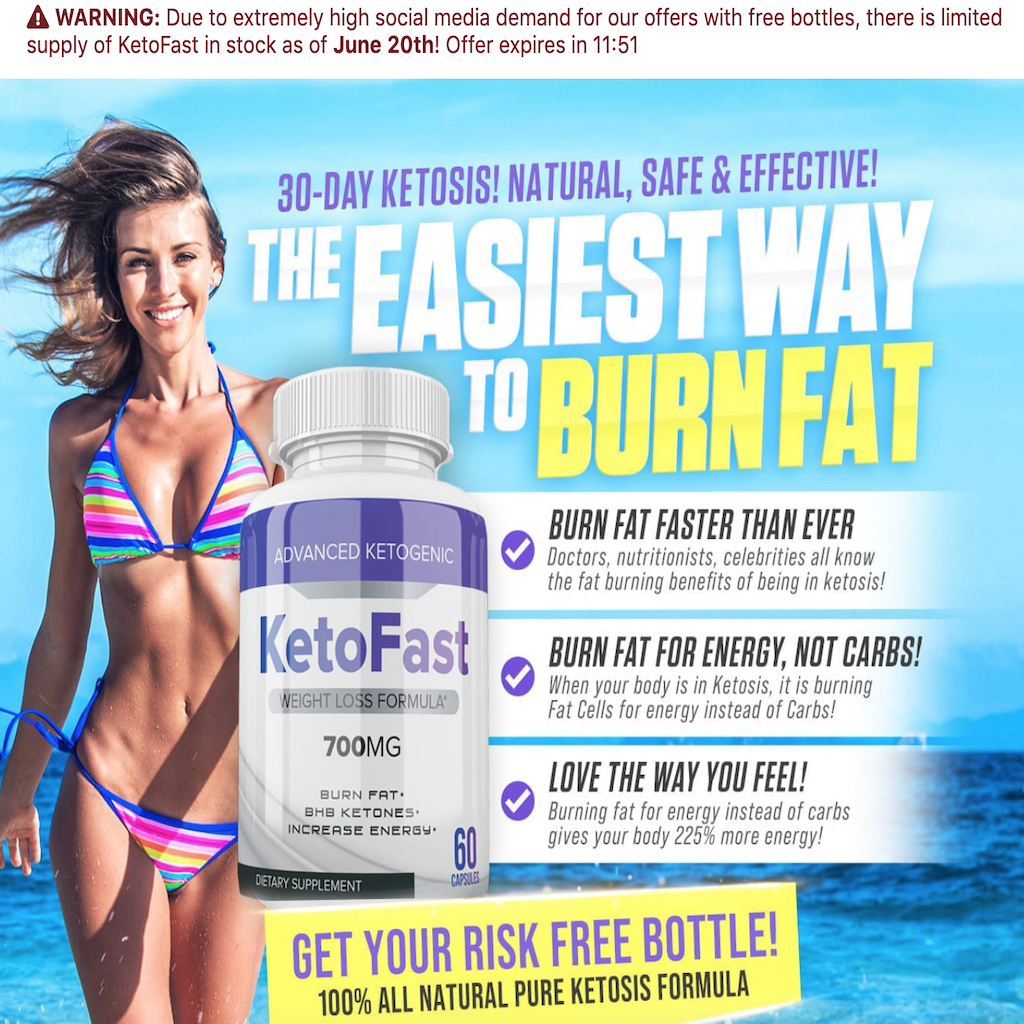 WARNING: Due to extremely high social media demand for our offers with free bottles, there is limited
supply of KetoFast in stock as of June 20th! Offer expires in 11:51
30-DAY KETOSIS! NATURAL, SAFE & EFFECTIVE!
THE EASIEST WAY
TO BURN FAT
BURN FAT FASTER THAN EVER
Doctors, nutritionists, celebrities all know
the fat burning benefits of being in ketosis!
BURN FAT FOR ENERGY, NOT CARBS!
When your body is in Ketosis, it is burning
Fat Cells for energy instead of Carbs!
LOVE THE WAY YOU FEEL!
Burning fat for energy instead of carbs
gives your body 225% more energy!
ADVANCED KETOGENIC
KetoFast
WEIGHT LOSS FORMULA*
700MG
BURN FAT•
BHB KETONES•
INCREASE ENERGY•
60
CAPSULES
DIETARY SUPPLEMENT
GET YOUR RISK FREE BOTTLE!
100% ALL NATURAL PURE KETOSIS FORMULA